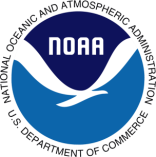 NATIONAL OCEANIC AND ATMOSPHERIC ADMINISTRATION
NOAA
U.S. DEPARTMENT OF COMMERCE